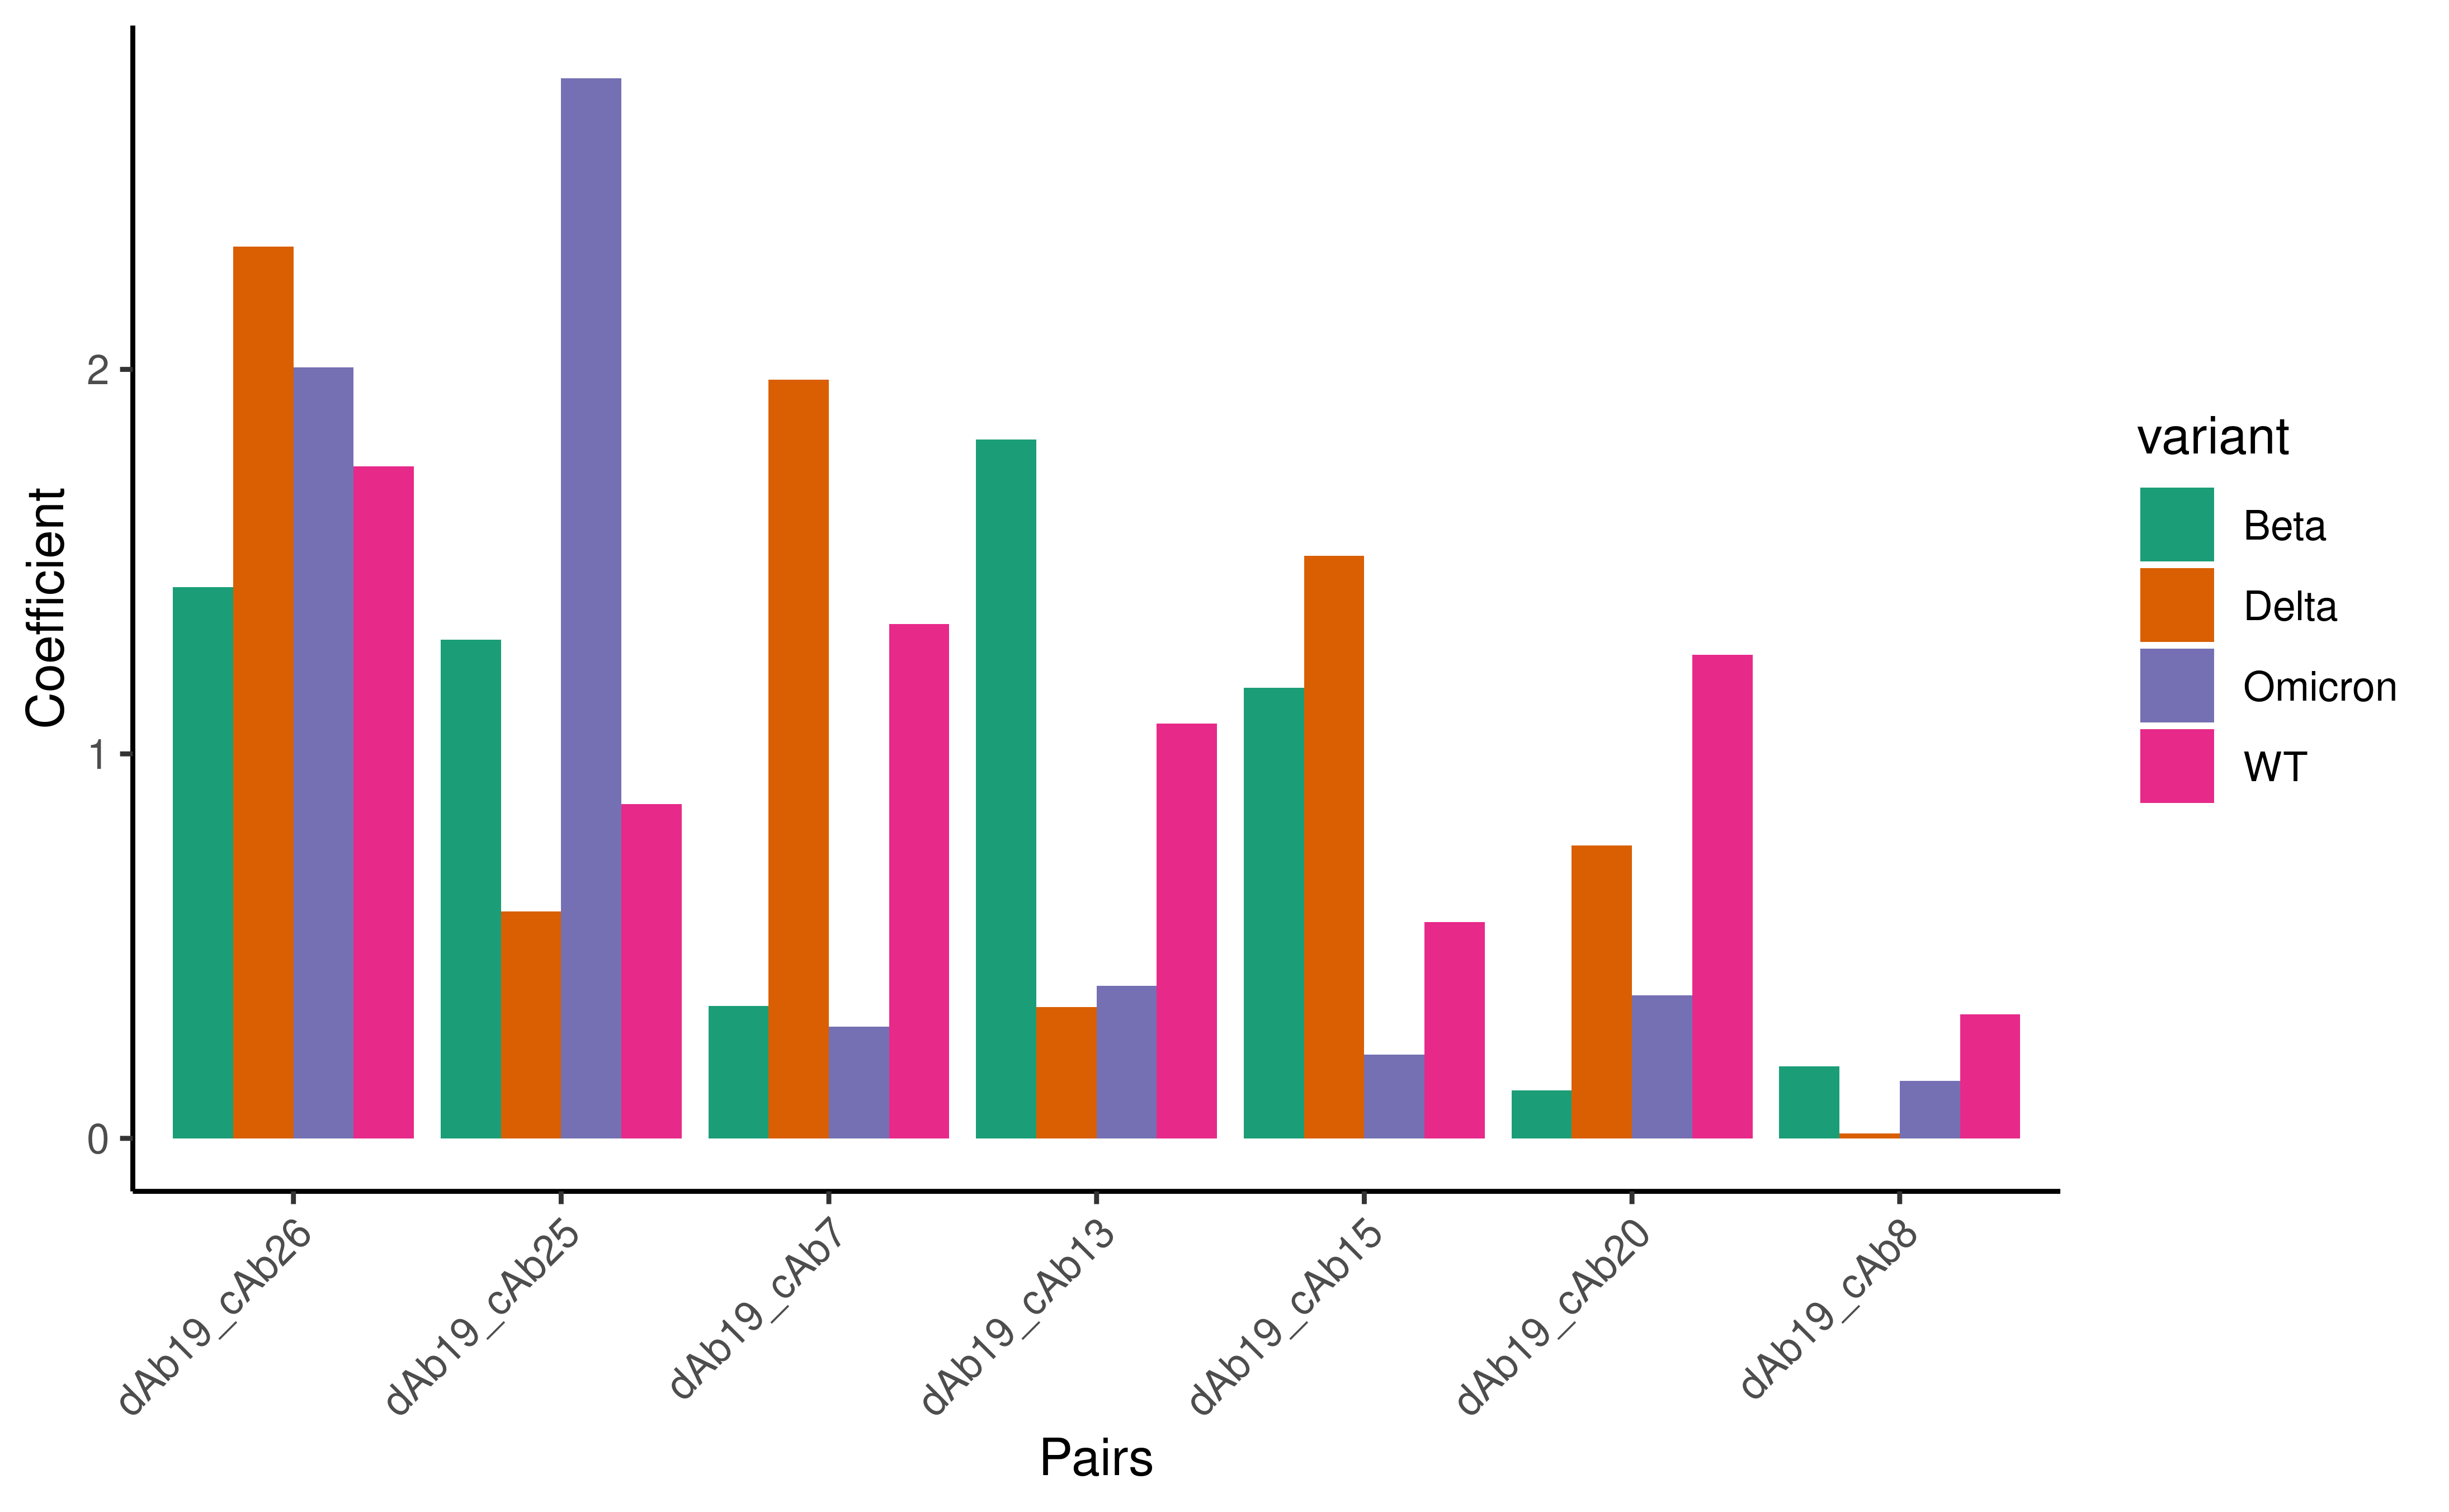 Coefficient
2
1
0
dAb19_cAb26
dAb19_cAb25
dAb19_cAb7
dAb19_cAb13
dAb19_cAb15
dAb19_cAb20
dAb19_cAb8
Pairs
variant
Beta
Delta
Omicron
WT